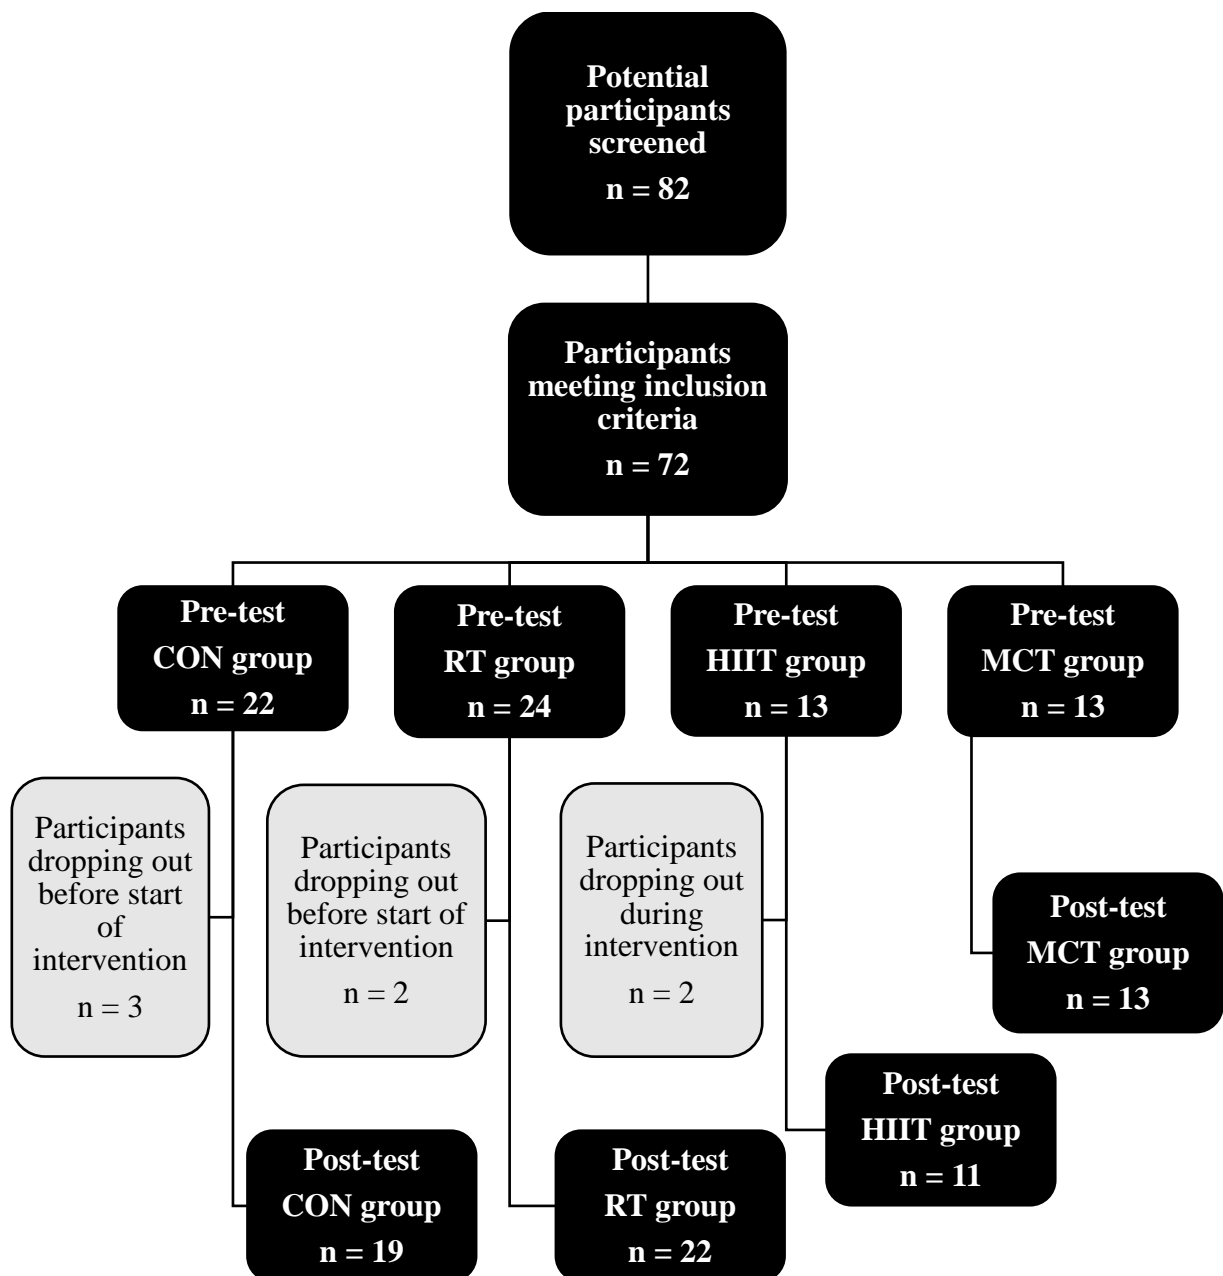 Potential
participants
screened
n = 82
Participants
meeting inclusion
criteria
n = 72
Pre-test
CON group
n = 22
Pre-test
RT group
n = 24
Pre-test
HIIT group
n = 13
Pre-test
MCT group
n = 13
Participants
dropping out
before start
of
intervention
n = 3
Participants
dropping out
before start of
intervention
n = 2
Participants
dropping out
during
intervention
n = 2
Post-test
MCT group
n = 13
Post-test
HIIT group
n = 11
Post-test
CON group
n = 19
Post-test
RT group
n = 22